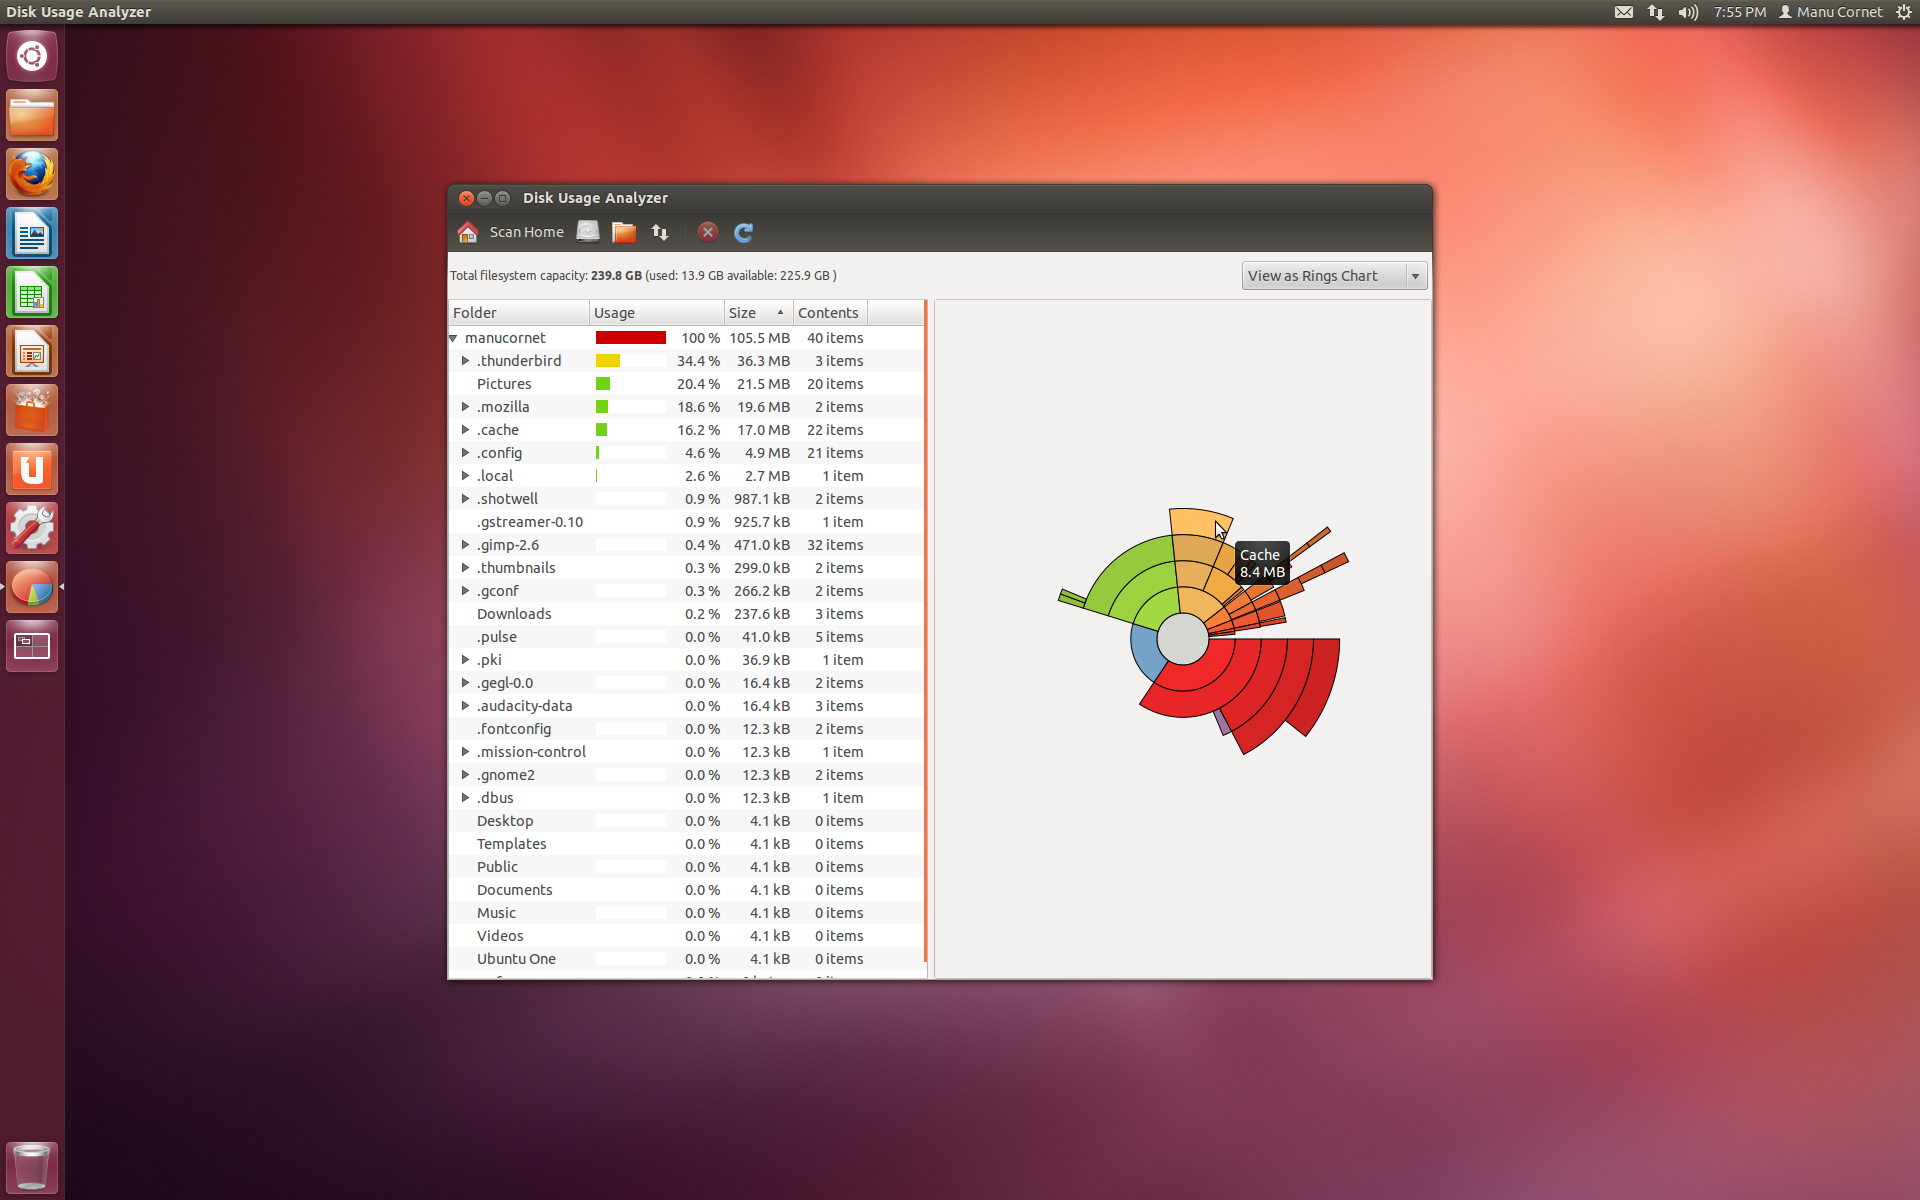 Disk Usage Analyzer
7:55 PM Manu Cornet
Disk Usage Analyzer
Scan Home
Total filesystem capacity: 239.8 GB (used: 13.9 GB available: 225.9 GB )
View as Rings Chart
Folder Usage Size Contents
manucornet 100 % 105.5 MB 40 items
.thunderbird 34.4 % 36.3 MB 3 items
Pictures 20.4 % 21.5 MB 20 items
.mozilla 18.6 % 19.6 MB 2 items
.cache 16.2 % 17.0 MB 22 items
.config 4.6 % 4.9 MB 21 items
.local 2.6 % 2.7 MB 1 item
.shotwell 0.9 % 987.1 kB 2 items
.gstreamer-0.10 0.9 % 925.7 kB 1 item
.gimp-2.6 0.4 % 471.0 kB 32 items
.thumbnails 0.3 % 299.0 kB 2 items
.gconf 0.3 % 266.2 kB 2 items
Downloads 0.2 % 237.6 kB 3 items
.pulse 0.0 % 41.0 kB 5 items
.pki 0.0 % 36.9 kB 1 item
.gegl-0.0 0.0 % 16.4 kB 2 items
.audacity-data 0.0 % 16.4 kB 3 items
.fontconfig 0.0 % 12.3 kB 2 items
.mission-control 0.0 % 12.3 kB 1 item
.gnome2 0.0 % 12.3 kB 2 items
.dbus 0.0 % 12.3 kB 1 item
Desktop 0.0 % 4.1 kB 0 items
Templates 0.0 % 4.1 kB 0 items
Public 0.0 % 4.1 kB 0 items
Documents 0.0 % 4.1 kB 0 items
Music 0.0 % 4.1 kB 0 items
Videos 0.0 % 4.1 kB 0 items
Ubuntu One 0.0 % 4.1 kB 0 items
Cache
8.4 MB